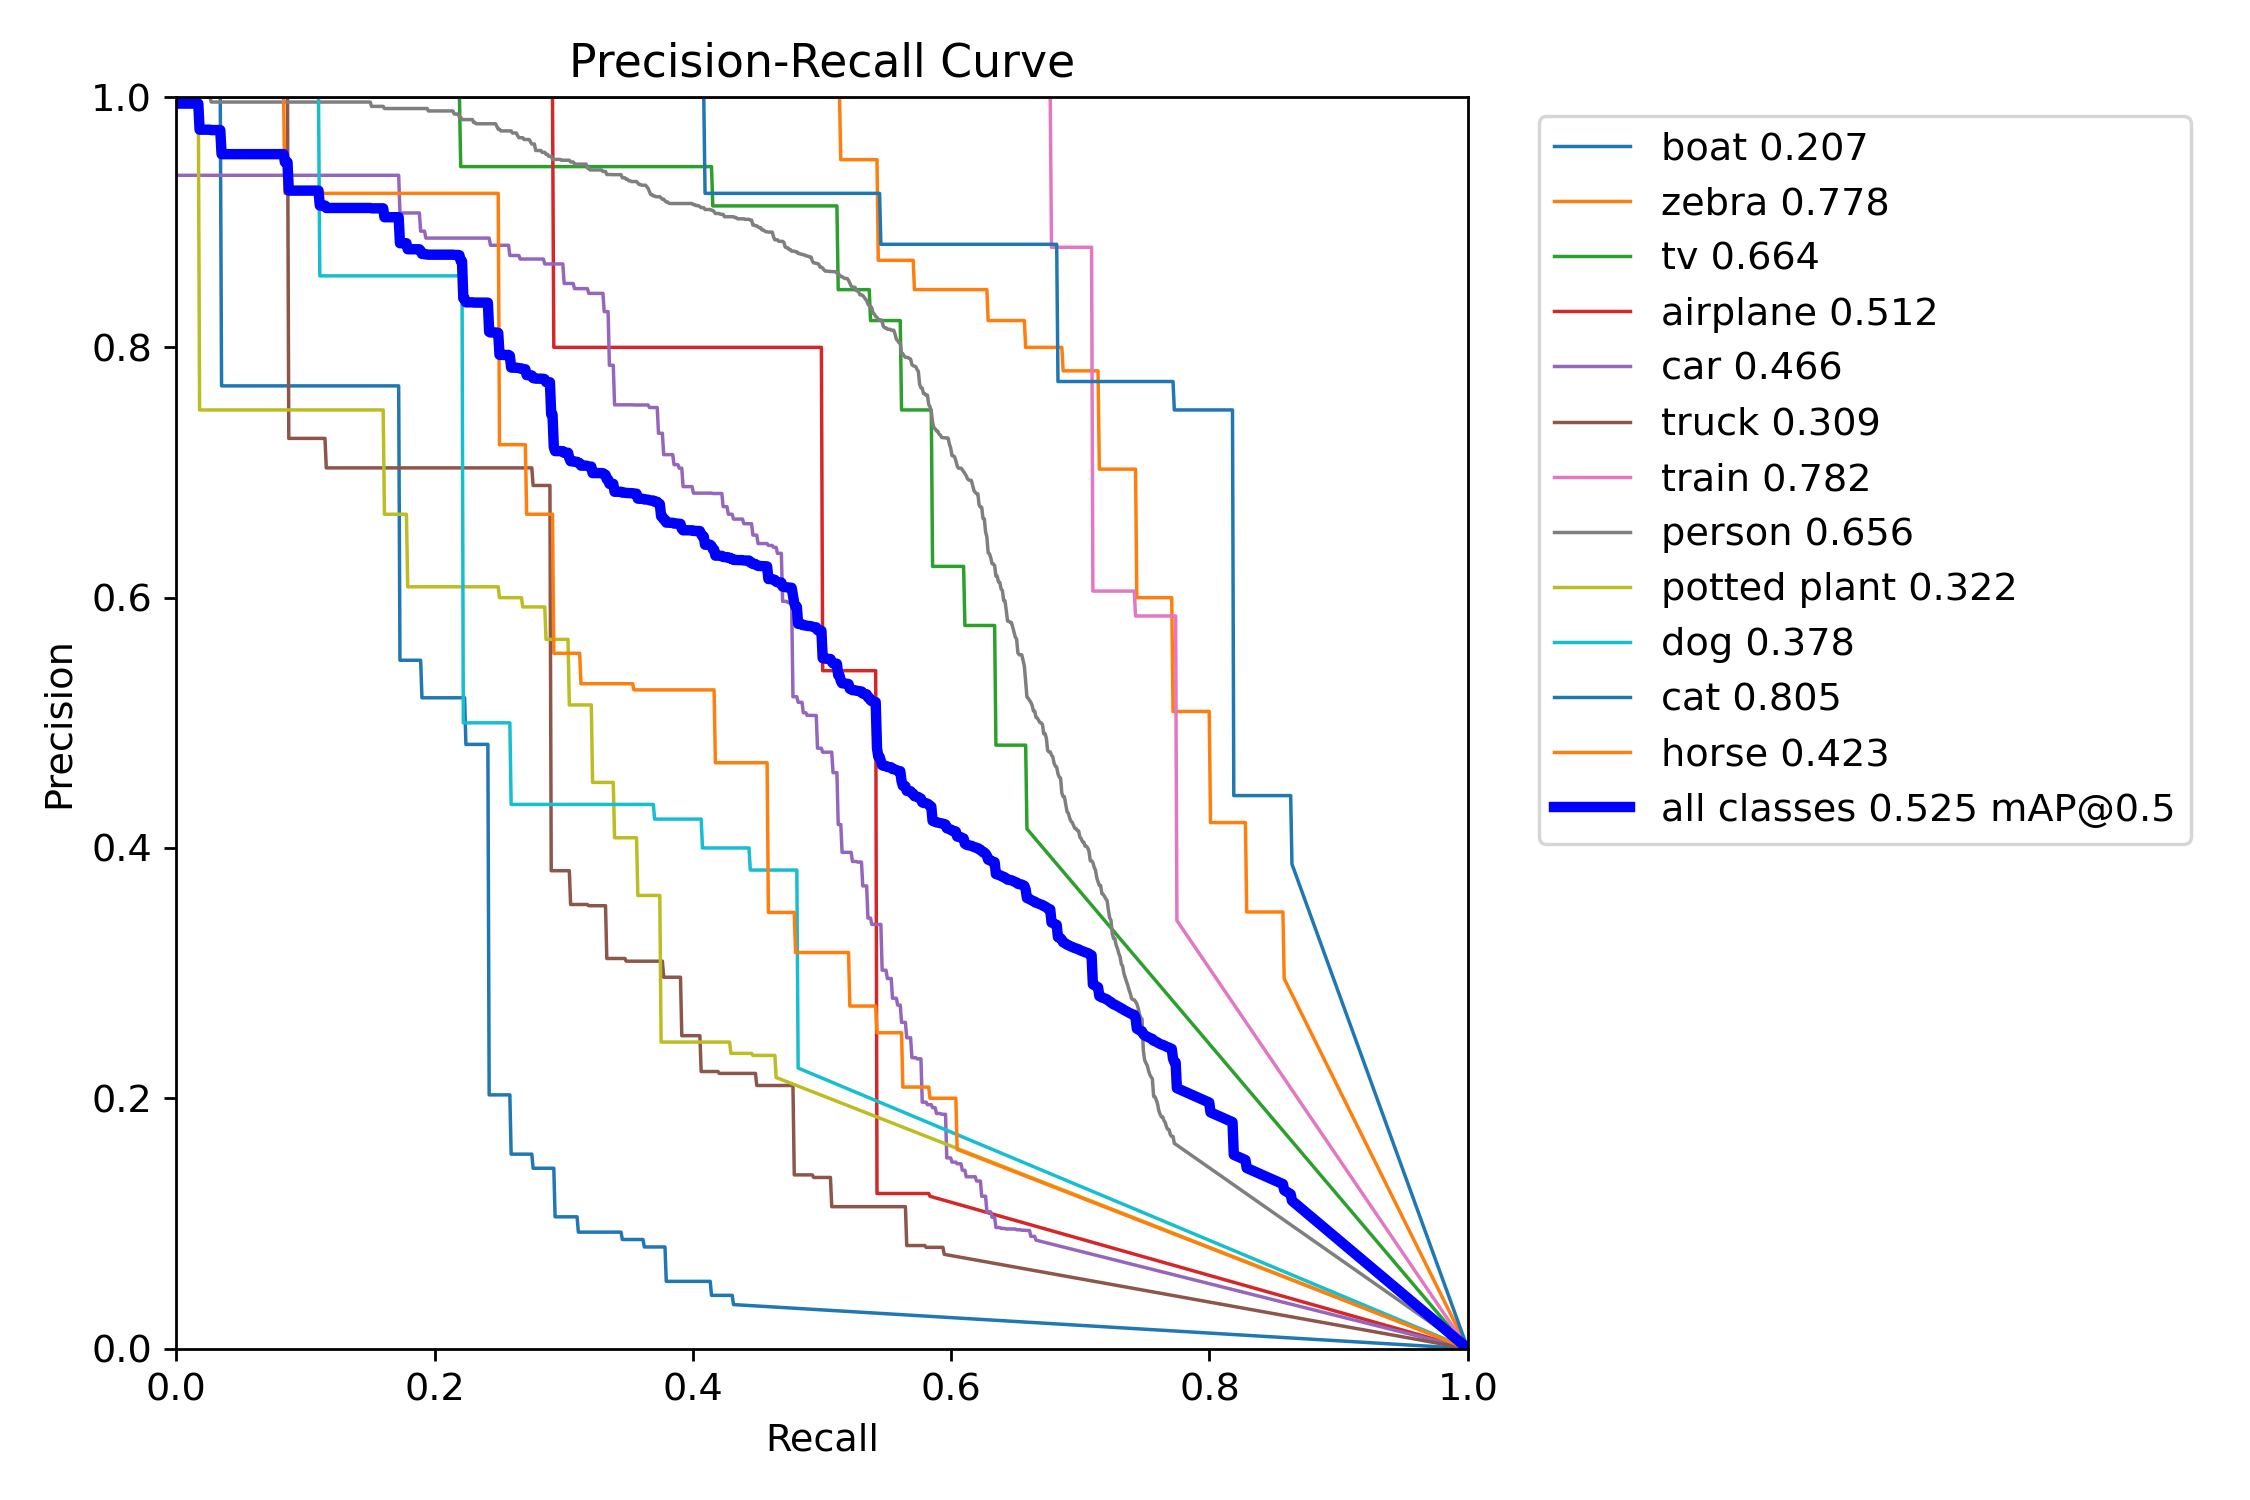 Precision-Recall Curve
1.0
0.8
0.6
0.4
0.2
0.0
Precision
0.0 0.2 0.4 0.6 0.8 1.0
Recall
boat 0.207
zebra 0.778
tv 0.664
airplane 0.512
car 0.466
truck 0.309
train 0.782
person 0.656
potted plant 0.322
dog 0.378
cat 0.805
horse 0.423
all classes 0.525 mAP@0.5